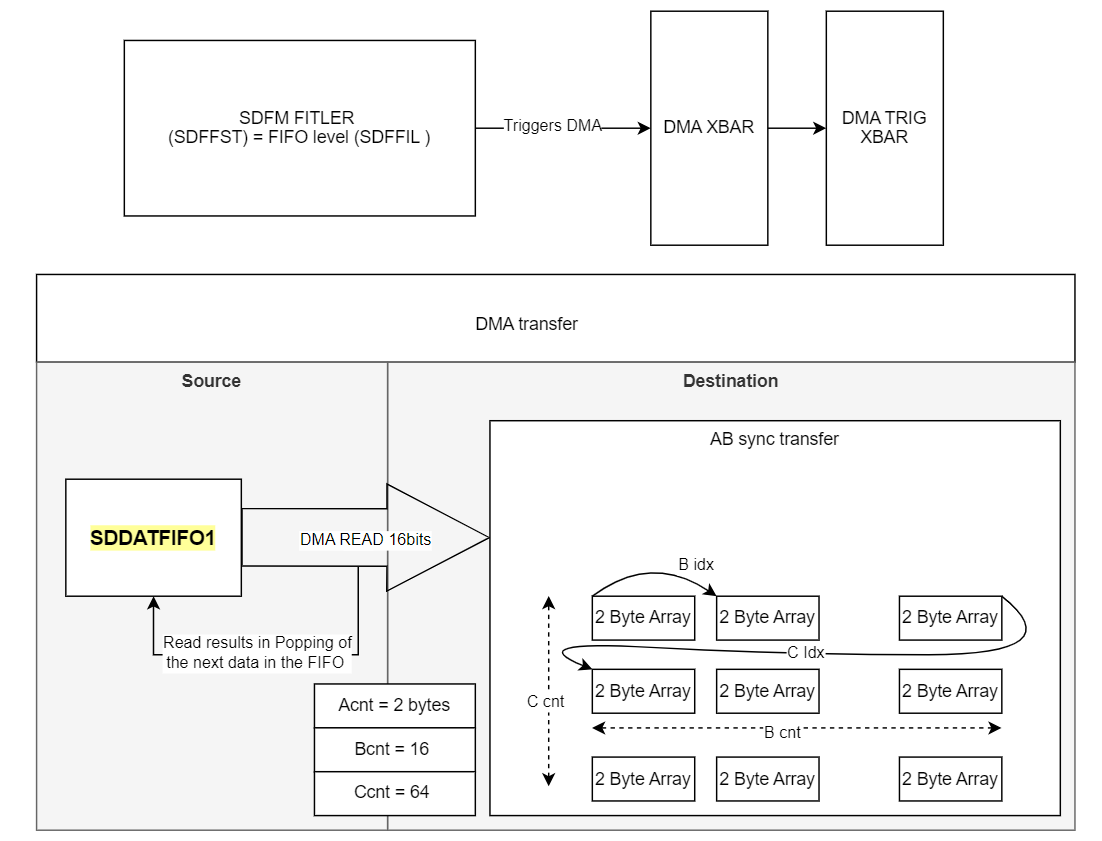 SDFM FITLER
(SDFFST) = FIFO level (SDFFIL )
Triggers DMA
DMA XBAR
DMA TRIG
XBAR
DMA transfer
Source
Destination
AB sync transfer
SDDATFIFO1
DMA READ 16bits
Read results in Popping of
the next data in the FIFO
Acnt = 2 bytes
Bcnt = 16
Ccnt = 64
B idx
2 Byte Array
2 Byte Array
2 Byte Array
C Idx
C cnt
2 Byte Array
2 Byte Array
2 Byte Array
B cnt
2 Byte Array
2 Byte Array
2 Byte Array